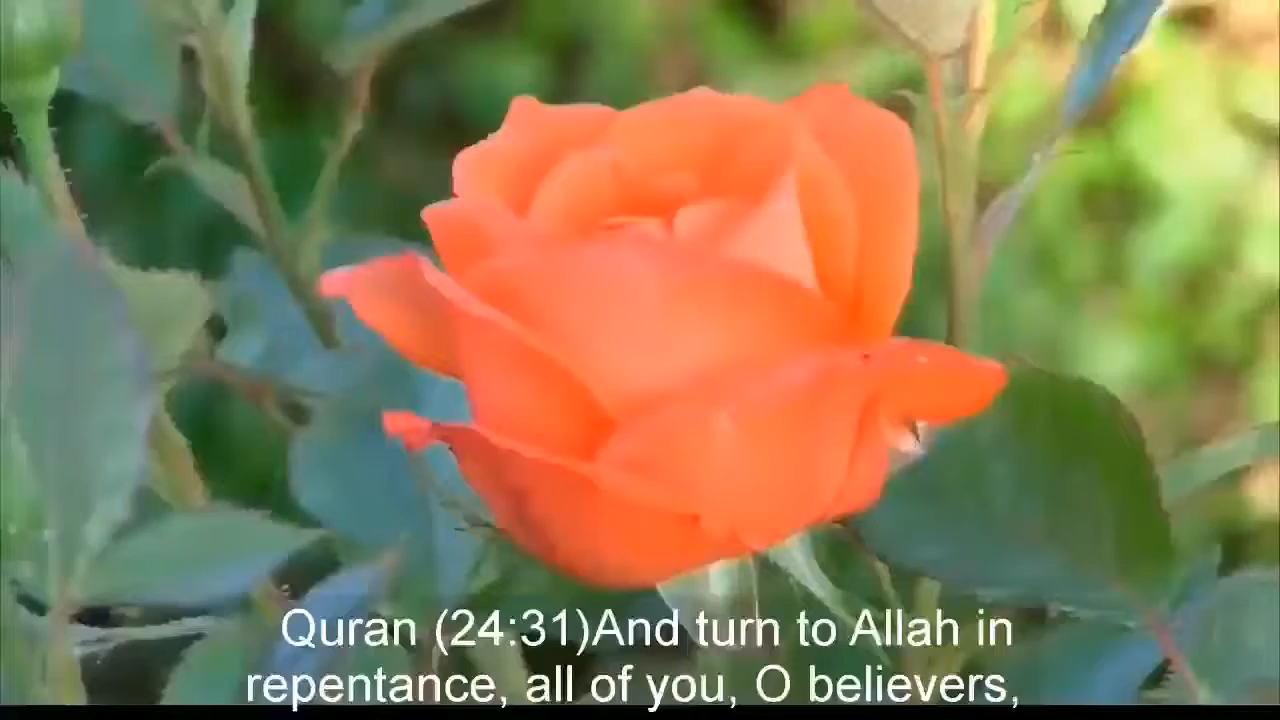 Quran (24:31)And turn to Allah in
repentance, all of you, O believers,